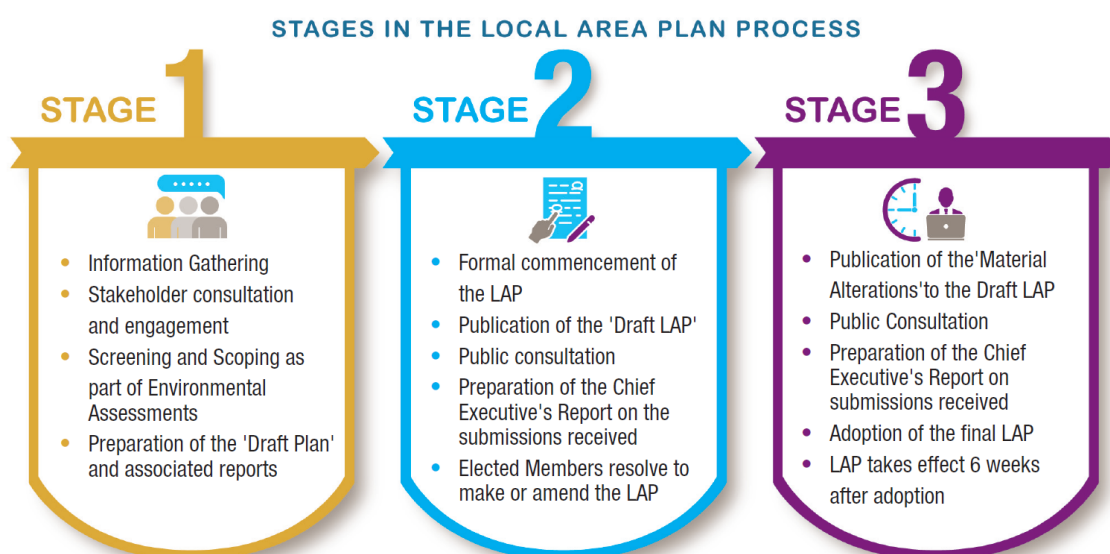 STAGES IN THE LOCAL AREA PLAN PROCESS
STAGE 1
Information Gathering
Stakeholder consultation
and engagement
Screening and Scoping as
part of Environmental
Assessments
Preparation of the 'Draft Plan'
and associated reports
STAGE 2
Formal commencement of
the LAP
Publication of the 'Draft LAP'
Public consultation
Preparation of the Chief
Executive's Report on the
submissions received
Elected Members resolve to
make or amend the LAP
STAGE 3
Publication of the'Material
Alterations'to the Draft LAP
Public Consultation
Preparation of the Chief
Executive's Report on
submissions received
Adoption of the final LAP
LAP takes effect 6 weeks
after adoption